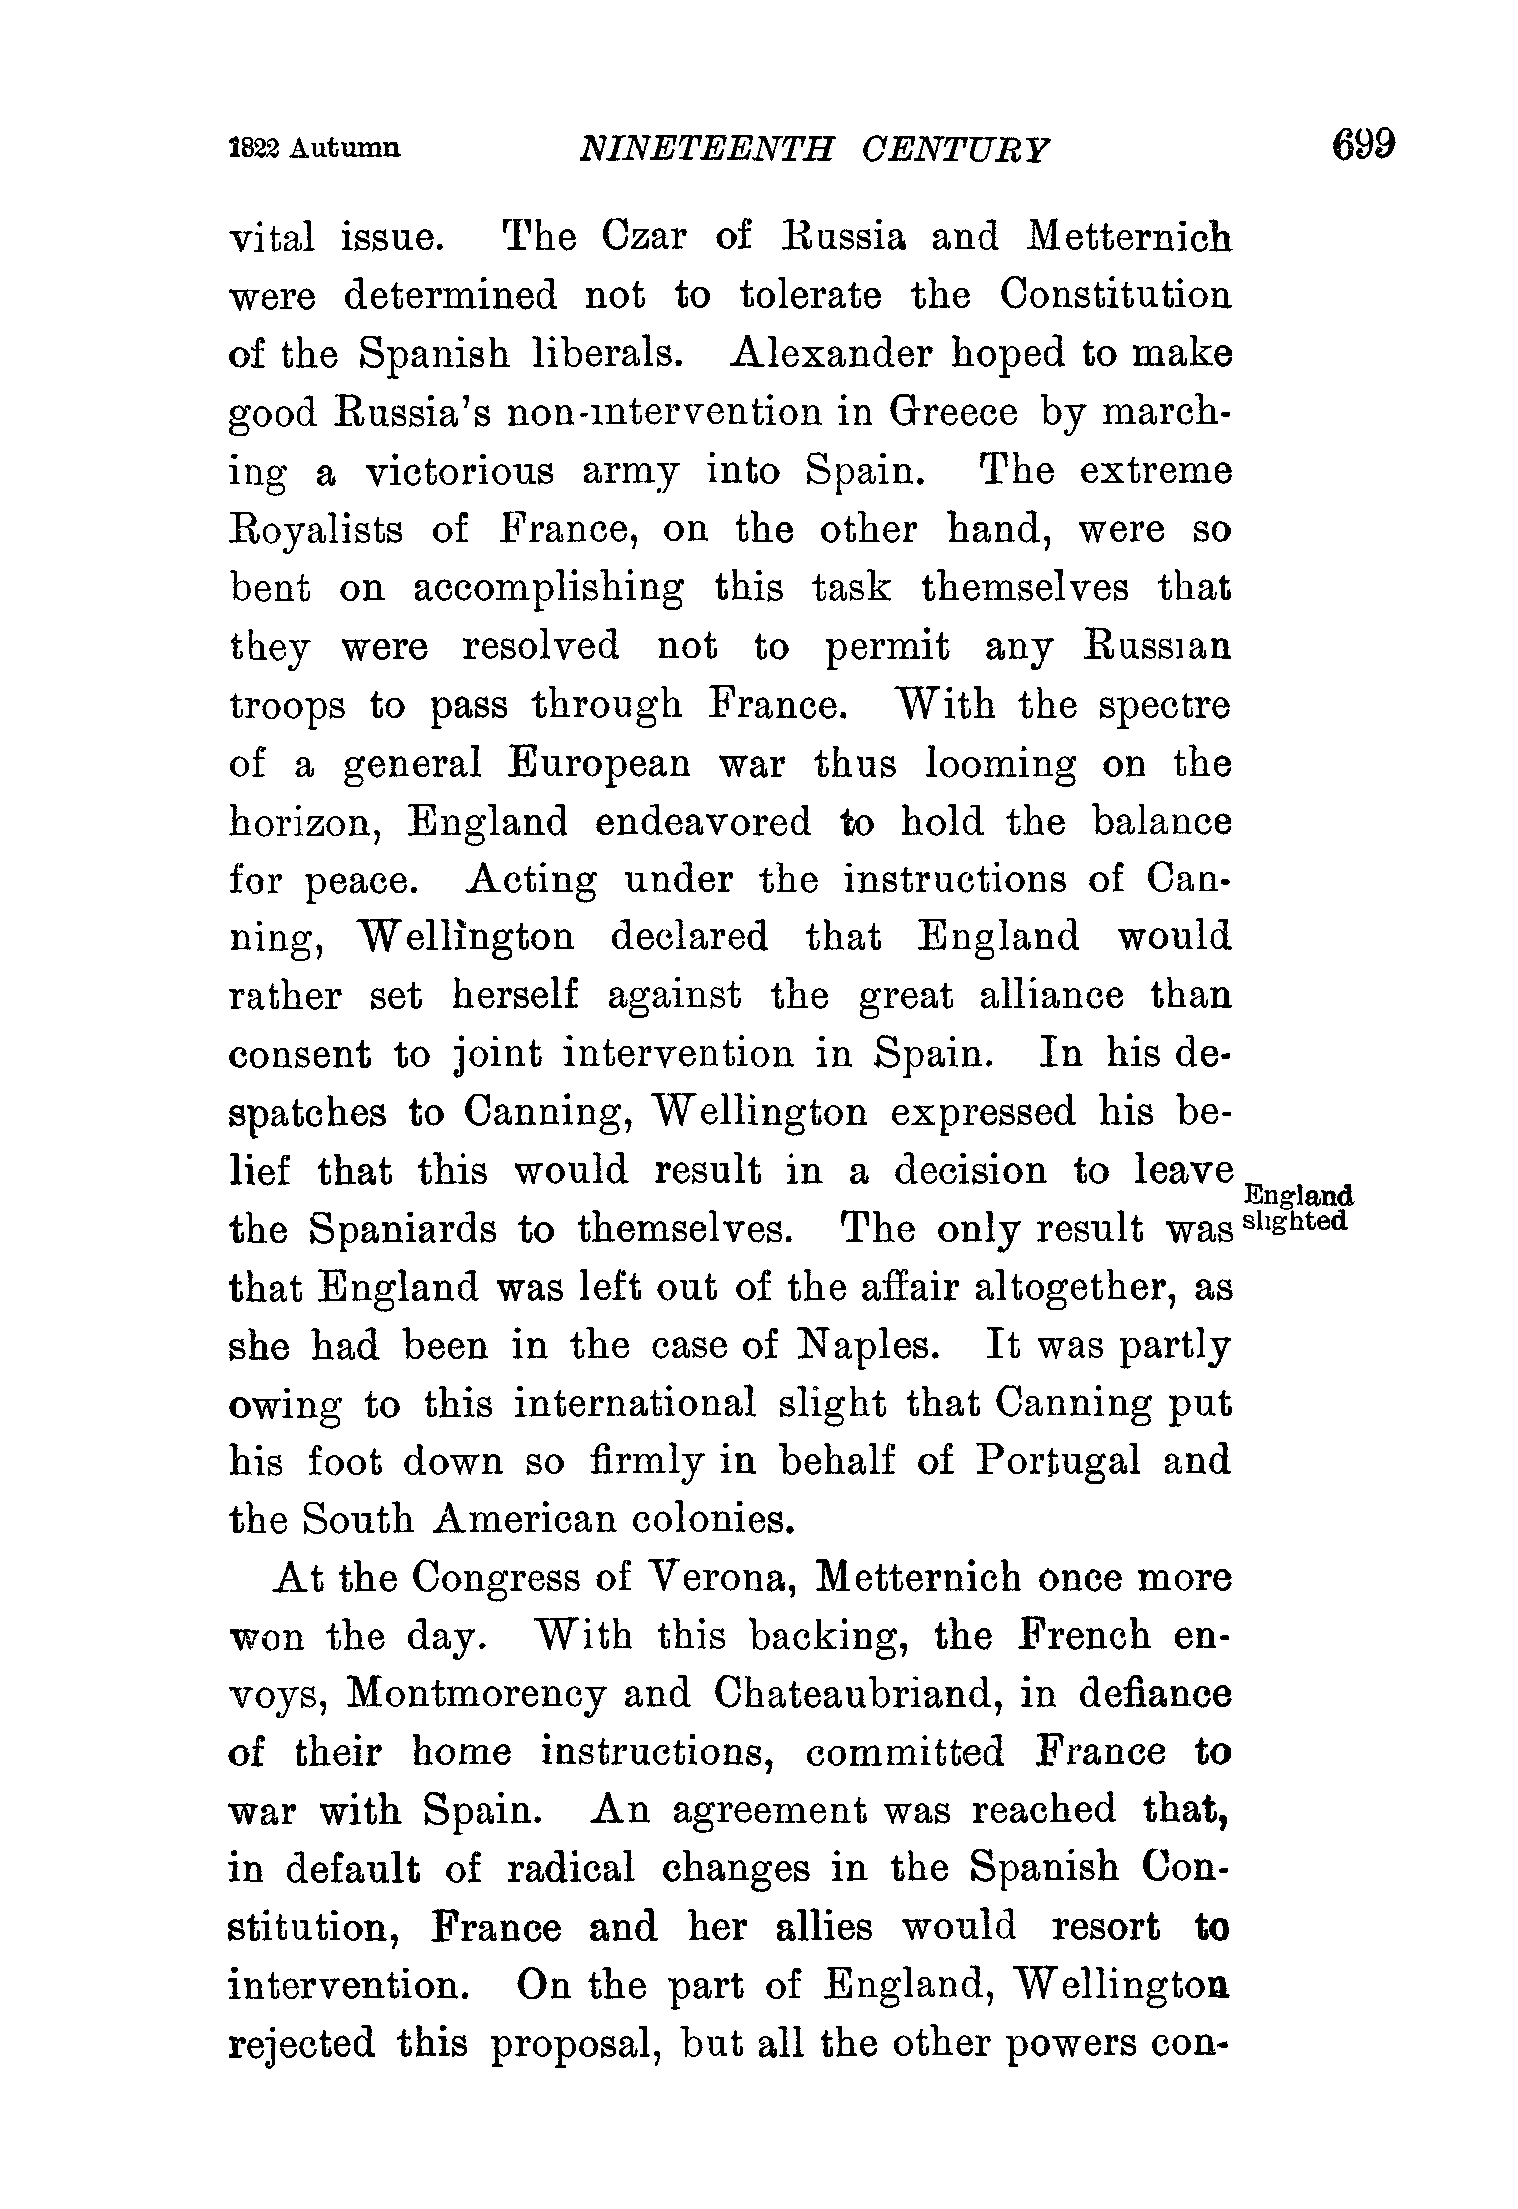 1822 Autumn NINETEENTH CENTURY 699
vital issue. The Czar of Russia and Metternich
were determined not to tolerate the Constitution
of the Spanish liberals. Alexander hoped to make
good Russia's non-intervention in Greece by march-
ing a victorious army into Spain. The extreme
Royalists of France, on the other hand, were so
bent on accomplishing this task themselves that
they were resolved not to permit any Russian
troops to pass through France. With the spectre
of a general European war thus looming on the
horizon, England endeavored to hold the balance
for peace. Acting under the instructions of Can-
ning, Wellington declared that England would
rather set herself against the great alliance than
consent to joint intervention in Spain. In his de-
spatches to Canning, Wellington expressed his be-
lief that this would result in a decision to leave
the Spaniards to themselves. The only result was
England
slighted
that England was left out of the affair altogether, as
she had been in the case of Naples. It was partly
owing to this international slight that Canning put
his foot down so firmly in behalf of Portugal and
the South American colonies.
At the Congress of Verona, Metternich once more
won the day. With this backing, the French en-
voys, Montmorency and Chateaubriand, in defiance
of their home instructions, committed France to
war with Spain. An agreement was reached that,
in default of radical changes in the Spanish Con-
stitution, France and her allies would resort to
intervention. On the part of England, Wellington
rejected this proposal, but all the other powers con-